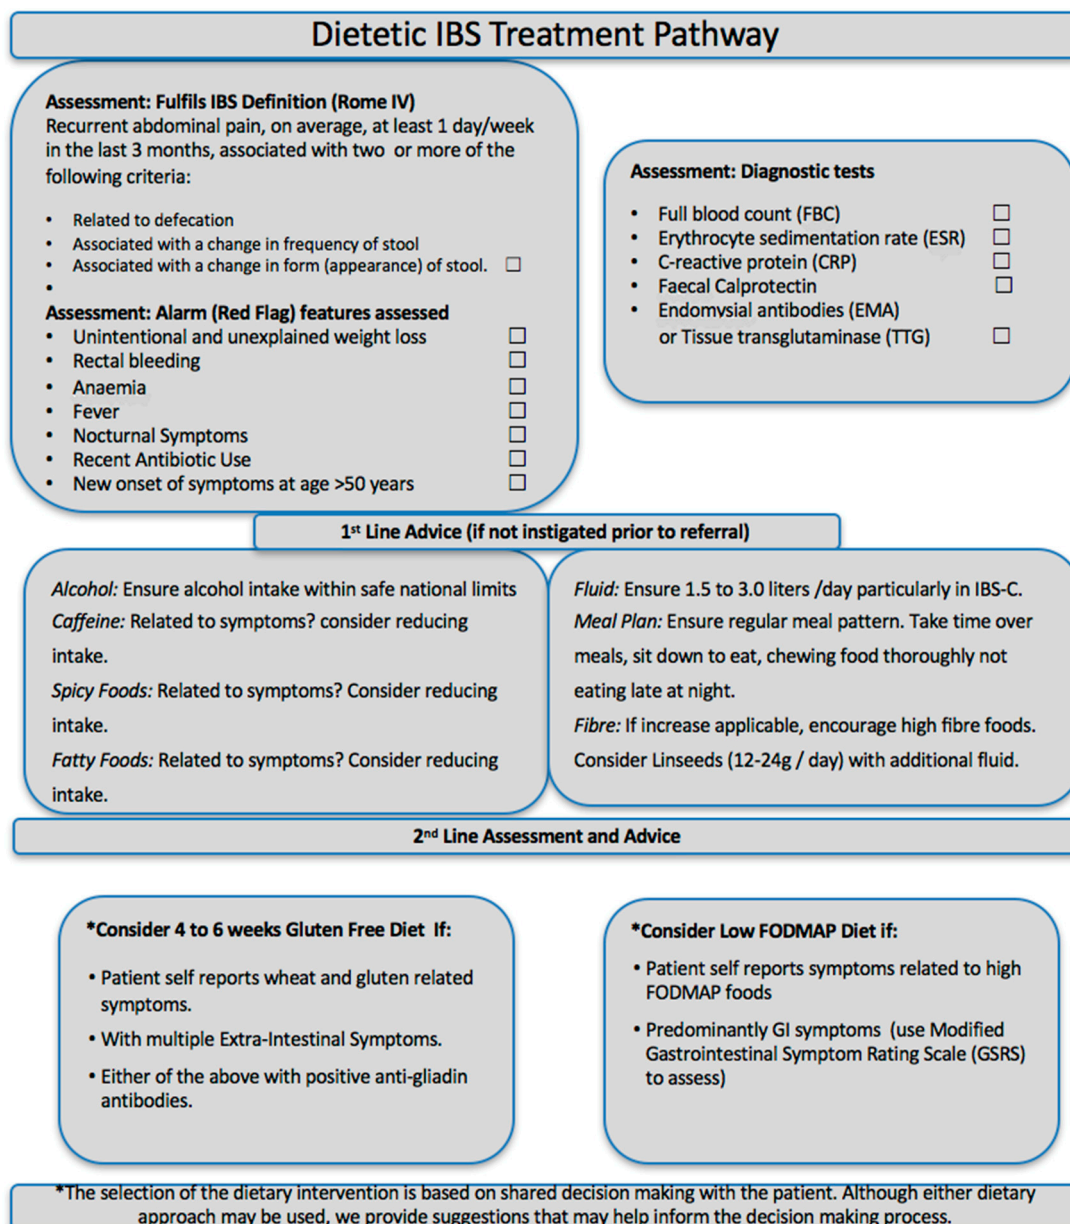 Dietetic IBS Treatment Pathway
Assessment: Fulfils IBS Definition (Rome IV)
Recurrent abdominal pain, on average, at least 1 day/week
in the last 3 months, associated with two or more of the
following criteria:
• Related to defecation
• Associated with a change in frequency of stool
• Associated with a change in form (appearance) of stool. ☐
•
Assessment: Alarm (Red Flag) features assessed
• Unintentional and unexplained weight loss ☐
• Rectal bleeding ☐
• Anaemia ☐
• Fever ☐
• Nocturnal Symptoms ☐
• Recent Antibiotic Use ☐
• New onset of symptoms at age >50 years ☐
Assessment: Diagnostic tests
• Full blood count (FBC) ☐
• Erythrocyte sedimentation rate (ESR) ☐
• C-reactive protein (CRP) ☐
• Faecal Calprotectin ☐
• Endomysial antibodies (EMA)
or Tissue transglutaminase (TTG) ☐
1st Line Advice (if not instigated prior to referral)
Alcohol: Ensure alcohol intake within safe national limits
Caffeine: Related to symptoms? consider reducing
intake.
Spicy Foods: Related to symptoms? Consider reducing
intake.
Fatty Foods: Related to symptoms? Consider reducing
intake.
Fluid: Ensure 1.5 to 3.0 liters /day particularly in IBS-C.
Meal Plan: Ensure regular meal pattern. Take time over
meals, sit down to eat, chewing food thoroughly not
eating late at night.
Fibre: If increase applicable, encourage high fibre foods.
Consider Linseeds (12-24g / day) with additional fluid.
2nd Line Assessment and Advice
*Consider 4 to 6 weeks Gluten Free Diet If:
• Patient self reports wheat and gluten related
symptoms.
• With multiple Extra-Intestinal Symptoms.
• Either of the above with positive anti-gliadin
antibodies.
*Consider Low FODMAP Diet if:
• Patient self reports symptoms related to high
FODMAP foods
• Predominantly GI symptoms (use Modified
Gastrointestinal Symptom Rating Scale (GSRS)
to assess)
*The selection of the dietary intervention is based on shared decision making with the patient. Although either dietary
approach may be used, we provide suggestions that may help inform the decision making process.